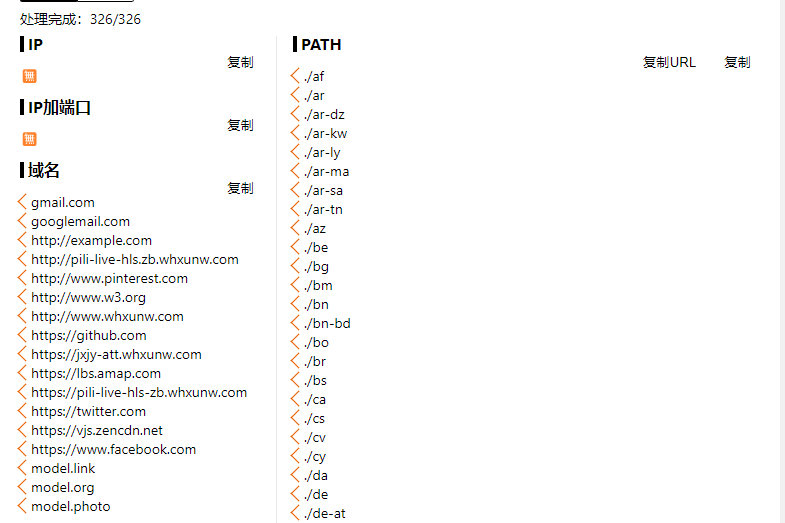 处理完成：326/326
IP
复制
無
IP加端口
复制
無
域名
复制
gmail.com
googlemail.com
http://example.com
http://pili-live-hls.zb.whxunw.com
http://www.pinterest.com
http://www.w3.org
http://www.whxunw.com
https://github.com
https://jxjy-att.whxunw.com
https://lbs.amap.com
https://pili-live-hls-zb.whxunw.com
https://twitter.com
https://vjs.zencdn.net
https://www.facebook.com
model.link
model.org
model.photo
PATH
复制URL 复制
./af
./ar
./ar-dz
./ar-kw
./ar-ly
./ar-ma
./ar-sa
./ar-tn
./az
./be
./bg
./bm
./bn
./bn-bd
./bo
./br
./bs
./ca
./cs
./cv
./cy
./da
./de
./de-at